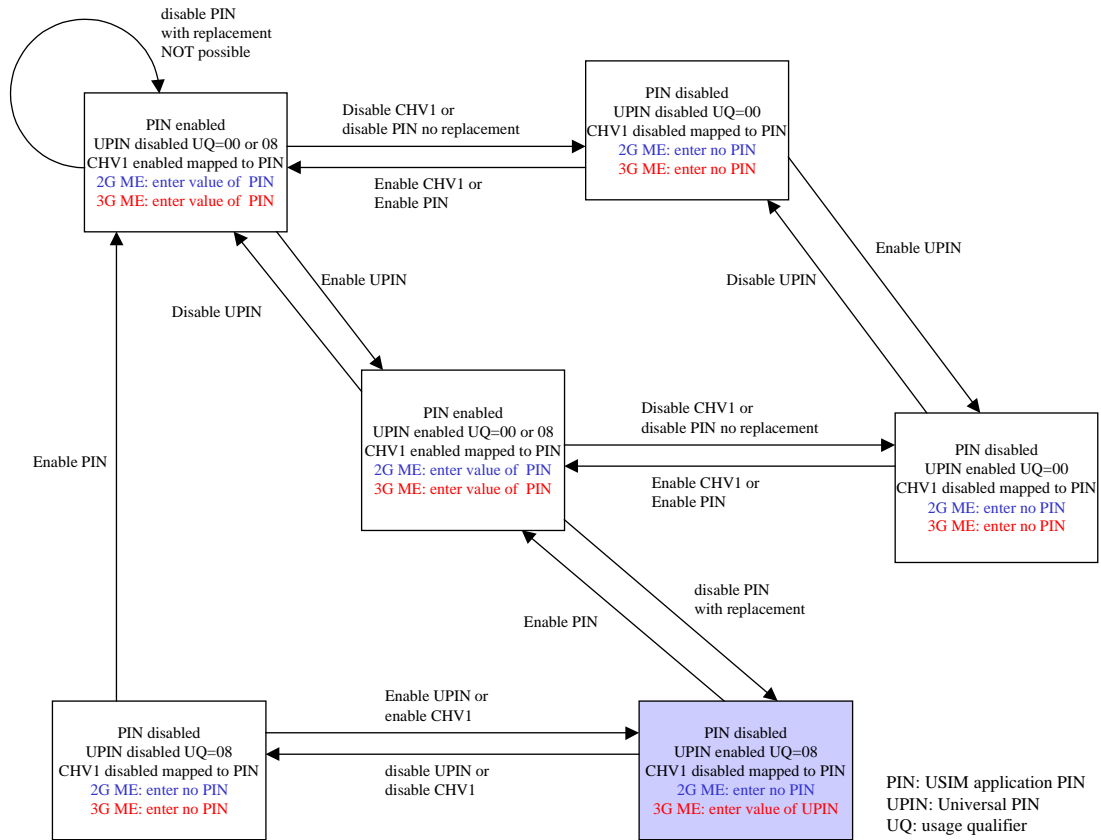 disable PIN
with replacement
NOT possible
PIN enabled
UPIN disabled UQ=00 or 08
CHV1 enabled mapped to PIN
2G ME: enter value of PIN
3G ME: enter value of PIN
Disable CHV1 or
disable PIN no replacement
Enable CHV1 or
Enable PIN
PIN disabled
UPIN disabled UQ=00
CHV1 disabled mapped to PIN
2G ME: enter no PIN
3G ME: enter no PIN
Enable UPIN
Disable UPIN
Enable UPIN
Disable UPIN
PIN enabled
UPIN enabled UQ=00 or 08
CHV1 enabled mapped to PIN
2G ME: enter value of PIN
3G ME: enter value of PIN
Disable CHV1 or
disable PIN no replacement
Enable CHV1 or
Enable PIN
PIN disabled
UPIN enabled UQ=00
CHV1 disabled mapped to PIN
2G ME: enter no PIN
3G ME: enter no PIN
Enable PIN
disable PIN
with replacement
Enable PIN
PIN disabled
UPIN disabled UQ=08
CHV1 disabled mapped to PIN
2G ME: enter no PIN
3G ME: enter no PIN
Enable UPIN or
enable CHV1
disable UPIN or
disable CHV1
PIN disabled
UPIN enabled UQ=08
CHV1 disabled mapped to PIN
2G ME: enter no PIN
3G ME: enter value of UPIN
PIN: USIM application PIN
UPIN: Universal PIN
UQ: usage qualifier